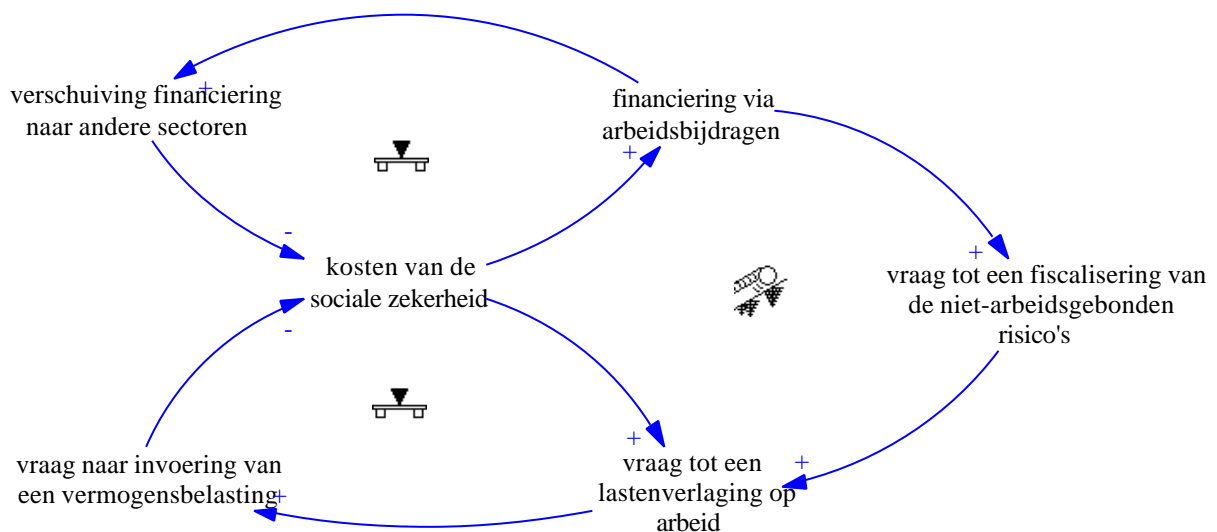 verschuiving financiering
naar andere sectoren
+
financiering via
arbeidsbijdragen
+
-
kosten van de
sociale zekerheid
-
+
vraag tot een fiscalisering van
de niet-arbeidsgebonden
risico's
vraag naar invoering van
een vermogensbelasting
+
+
+
vraag tot een
lastenverlaging op
arbeid